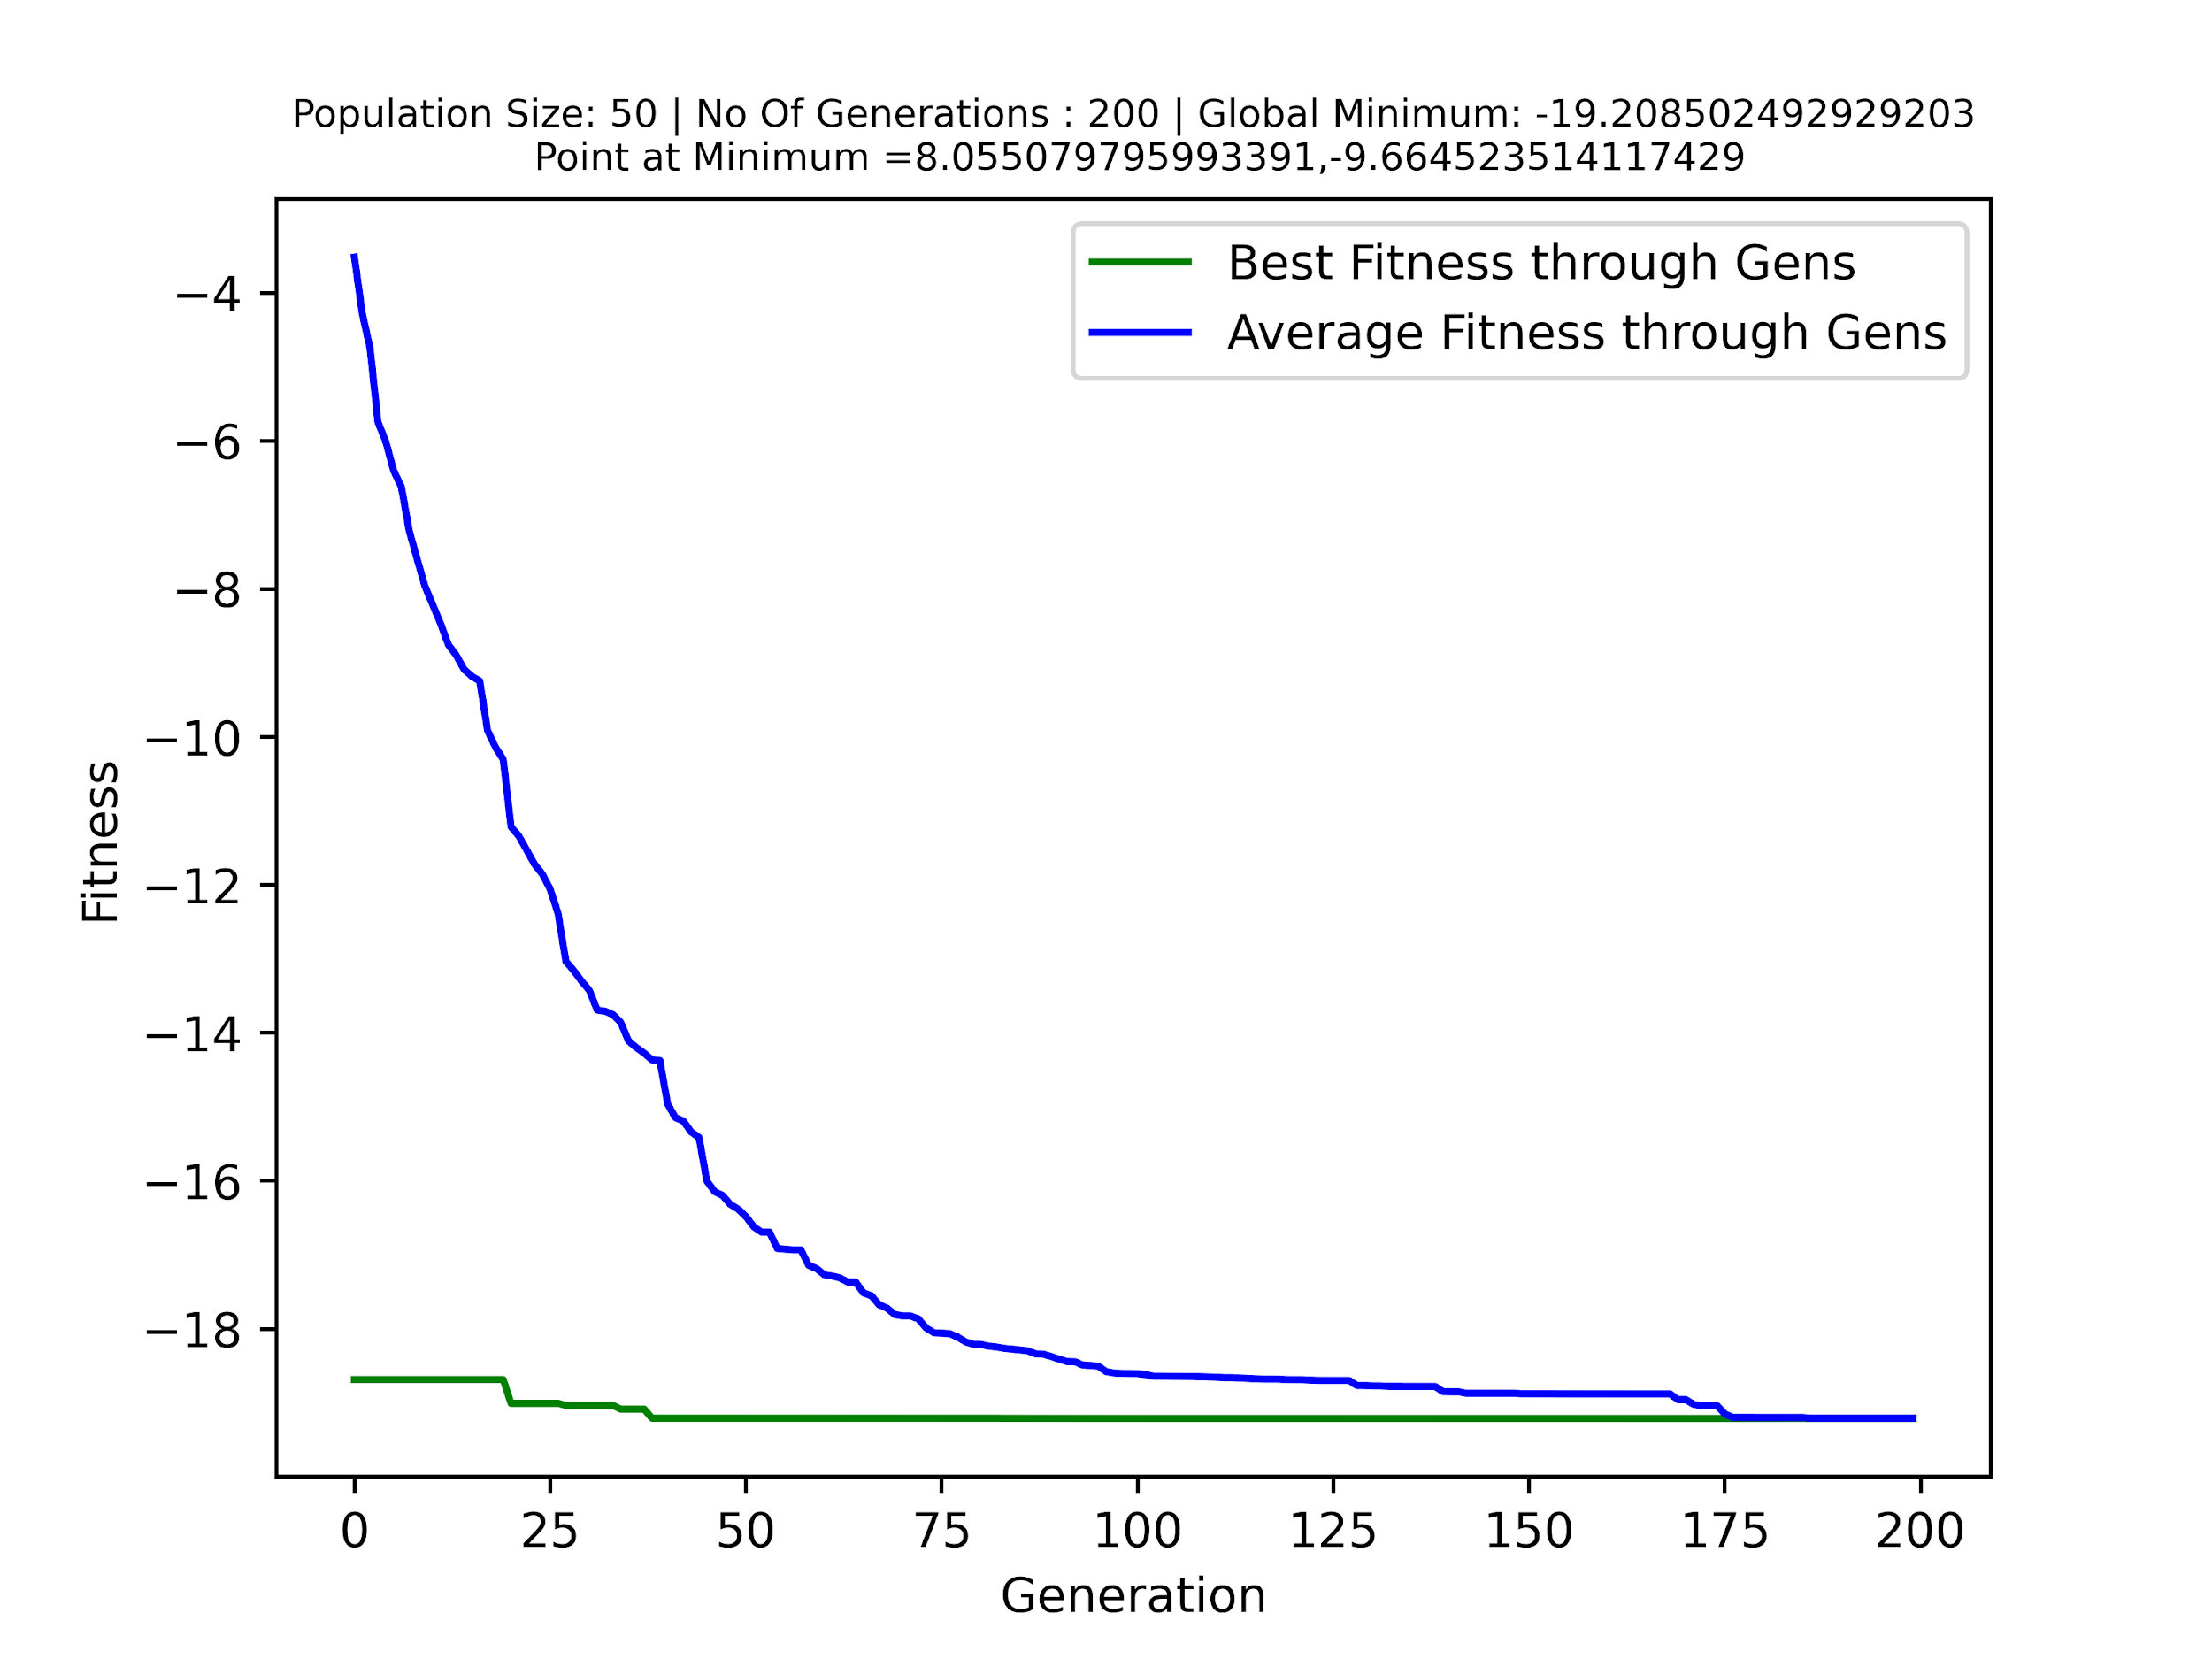 Population Size: 50 | No Of Generations : 200 | Global Minimum: -19.208502492929203
Point at Minimum =8.055079795993391,-9.664523514117429
Best Fitness through Gens
Average Fitness through Gens
−4
−6
−8
−10
−12
−14
−16
−18
Fitness
0 25 50 75 100 125 150 175 200
Generation